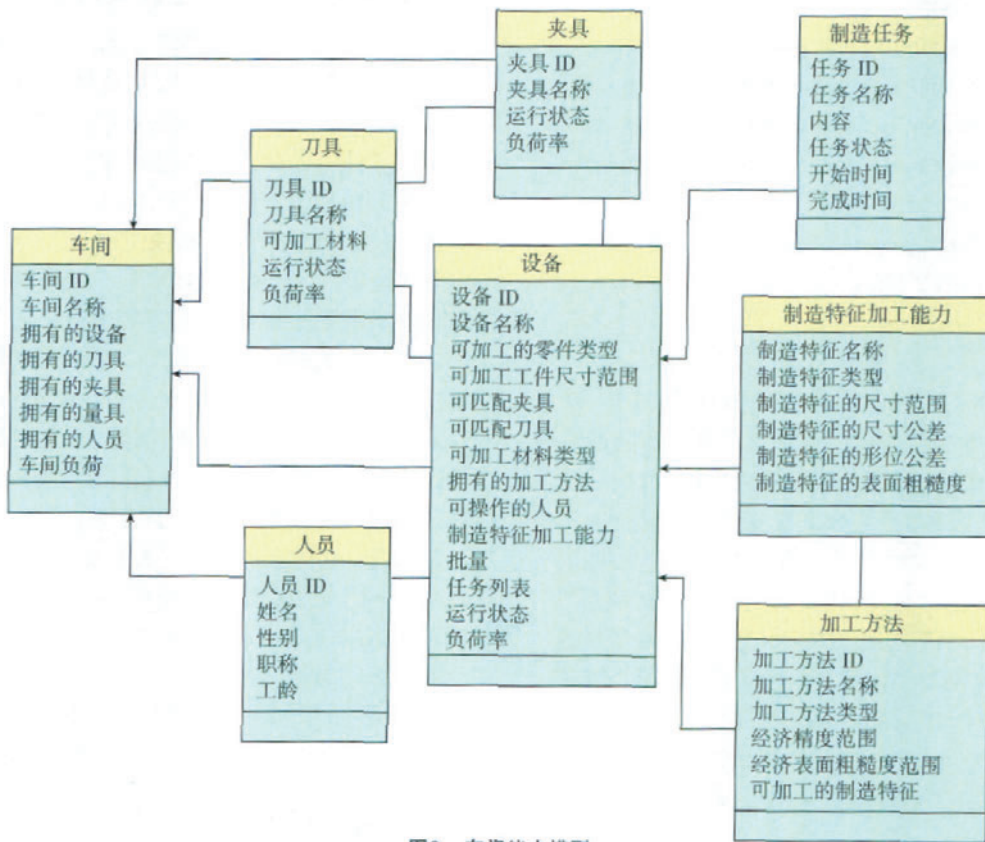 夹具
夹具 ID
夹具名称
运行状态
负荷率
制造任务
任务 ID
任务名称
内容
任务状态
开始时间
完成时间
刀具
刀具 ID
刀具名称
可加工材料
运行状态
负荷率
车间
车间 ID
车间名称
拥有的设备
拥有的刀具
拥有的夹具
拥有的量具
拥有的人员
车间负荷
设备
设备 ID
设备名称
可加工的零件类型
可加工工件尺寸范围
可匹配夹具
可匹配刀具
可加工材料类型
拥有的加工方法
可操作的人员
制造特征加工能力
批量
任务列表
运行状态
负荷率
制造特征加工能力
制造特征名称
制造特征类型
制造特征的尺寸范围
制造特征的尺寸公差
制造特征的形位公差
制造特征的表面粗糙度
人员
人员 ID
姓名
性别
职称
工龄
加工方法
加工方法 ID
加工方法名称
加工方法类型
经济精度范围
经济表面粗糙度范围
可加工的制造特征